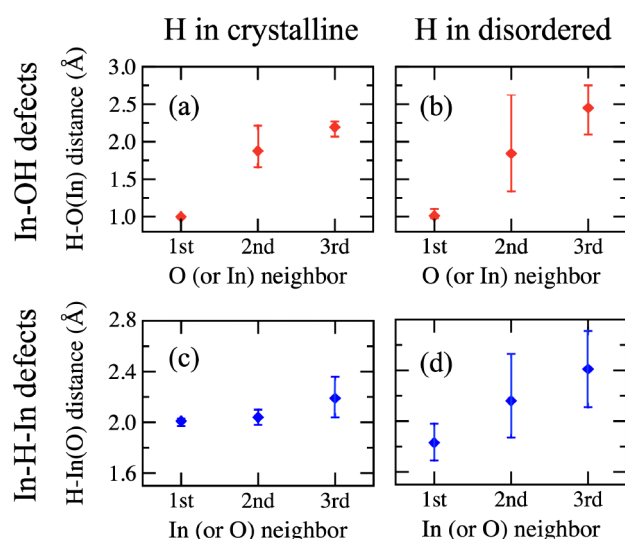 H in crystalline
H in disordered
In-OH defects
H-O(In) distance (Å)
3.0
2.5
2.0
1.5
1.0
(a)
(b)
1st 2nd 3rd
1st 2nd 3rd
O (or In) neighbor
O (or In) neighbor
In-H-In defects
H-In(O) distance (Å)
2.8
2.4
2.0
1.6
(c)
(d)
1st 2nd 3rd
1st 2nd 3rd
In (or O) neighbor
In (or O) neighbor